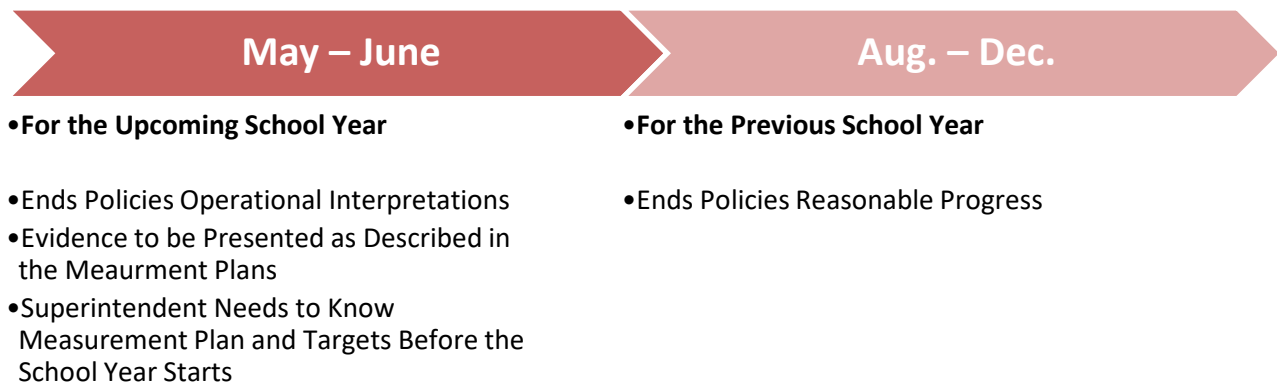 May – June
Aug. – Dec.
•For the Upcoming School Year
•Ends Policies Operational Interpretations
•Evidence to be Presented as Described in
the Meaurment Plans
•Superintendent Needs to Know
Measurement Plan and Targets Before the
School Year Starts
•For the Previous School Year
•Ends Policies Reasonable Progress